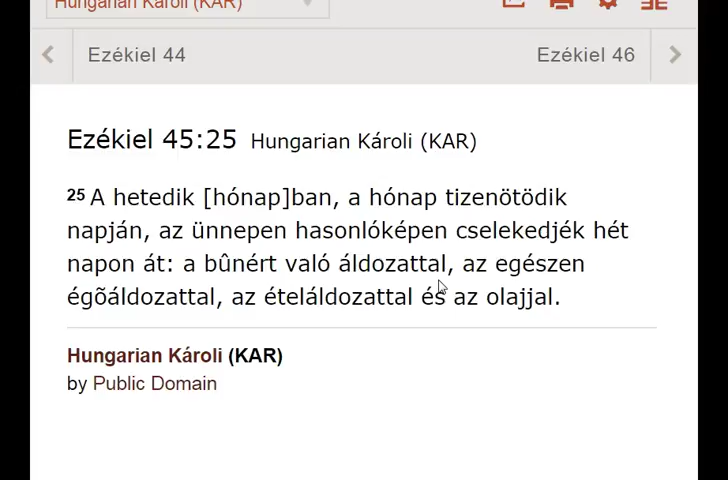 Hungarian Károli (KAR)
Ezékiel 44
Ezékiel 46
Ezékiel 45:25 Hungarian Károli (KAR)
25 A hetedik [hónap]ban, a hónap tizenötödik
napján, az ünnepen hasonlóképen cselekedjék hét
napon át: a bûnért való áldozattal, az egészen
égõáldozattal, az ételáldozattal és az olajjal.
Hungarian Károli (KAR)
by Public Domain